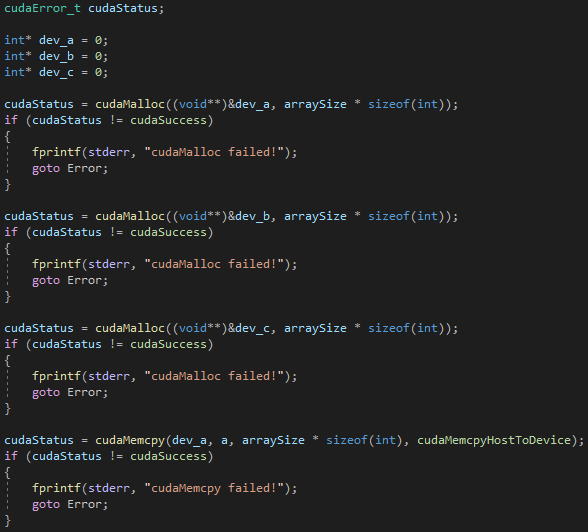 cudaError_t cudaStatus;
int* dev_a = 0;
int* dev_b = 0;
int* dev_c = 0;
cudaStatus = cudaMalloc((void**)&dev_a, arraySize * sizeof(int));
if (cudaStatus != cudaSuccess)
{
    fprintf(stderr, "cudaMalloc failed!");
    goto Error;
}
cudaStatus = cudaMalloc((void**)&dev_b, arraySize * sizeof(int));
if (cudaStatus != cudaSuccess)
{
    fprintf(stderr, "cudaMalloc failed!");
    goto Error;
}
cudaStatus = cudaMalloc((void**)&dev_c, arraySize * sizeof(int));
if (cudaStatus != cudaSuccess)
{
    fprintf(stderr, "cudaMalloc failed!");
    goto Error;
}
cudaStatus = cudaMemcpy(dev_a, a, arraySize * sizeof(int), cudaMemcpyHostToDevice);
if (cudaStatus != cudaSuccess)
{
    fprintf(stderr, "cudaMemcpy failed!");
    goto Error;
}